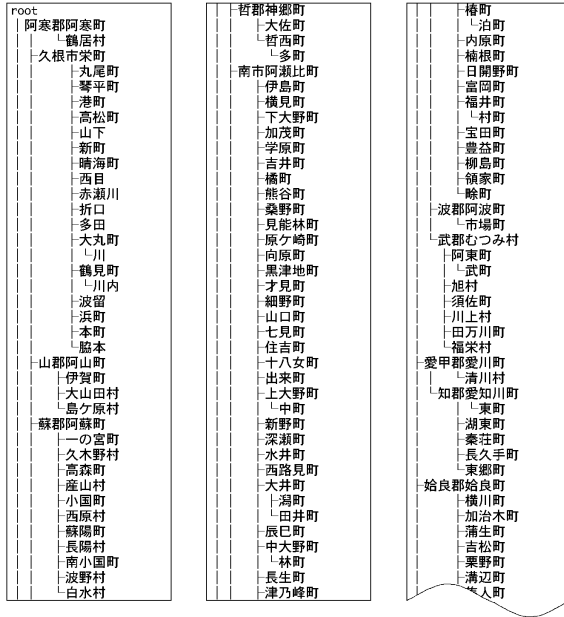 root
阿寒郡阿寒町
鶴居村
久根市栄町
丸尾町
琴平町
港町
高松町
山下
新町
晴海町
西目
赤瀬川
折口
多田
大丸町
川
鶴見町
川内
波留
浜町
本町
脇本
山郡阿山町
伊賀町
大山田村
島ケ原村
蘇郡阿蘇町
一の宮町
久木野村
高森町
産山村
小国町
西原村
蘇陽町
長陽村
南小国町
波野村
白水村
哲郡神郷町
大佐町
哲西町
多町
南市阿瀬比町
伊島町
横見町
下大野町
加茂町
学原町
吉井町
橘町
熊谷町
桑野町
見能林町
原ケ崎町
向原町
黒津地町
才見町
細野町
山口町
七見町
住吉町
十八女町
出来町
上大野町
中町
新野町
深瀬町
水井町
西路見町
大井町
潟町
田井町
辰巳町
中大野町
林町
長生町
津乃峰町
椿町
泊町
内原町
楠根町
日開野町
富岡町
福井町
村町
宝田町
豊益町
柳島町
領家町
畭町
波郡阿波町
市場町
武郡むつみ村
阿東町
武町
旭村
須佐町
川上村
田万川町
福栄村
愛甲郡愛川町
清川村
知郡愛知川町
東町
湖東町
秦荘町
長久手町
東郷町
姶良郡姶良町
横川町
加治木町
蒲生町
吉松町
栗野町
溝辺町
人町